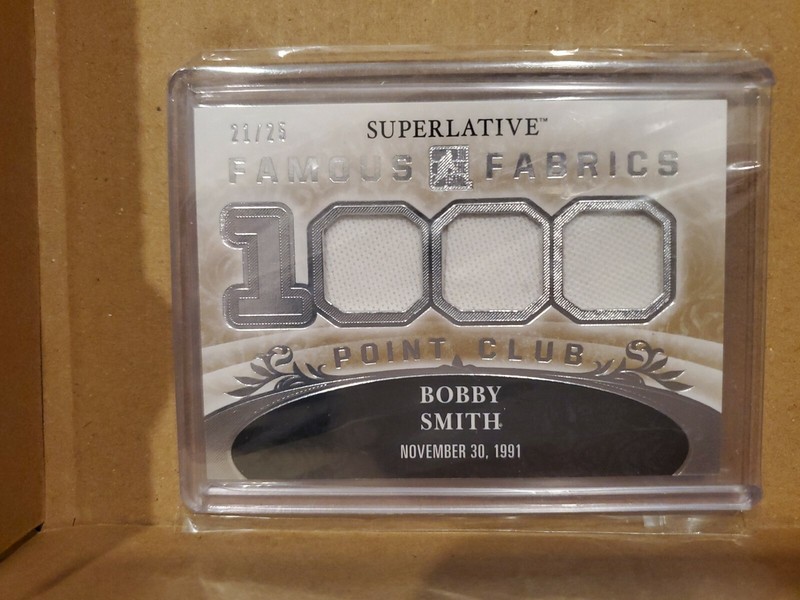 21/25
SUPERLATIVE™
FAMOUS FABRICS
1000
POINT CLUB
BOBBY
SMITH
NOVEMBER 30, 1991